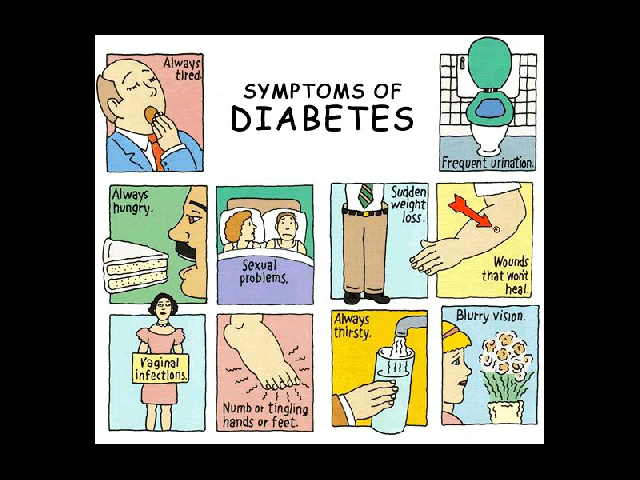 Always
tired.
SYMPTOMS OF
DIABETES
Frequent urination.
Always
hungry.
Sexual
problems.
Sudden
weight
loss.
Wounds
that won't
heal.
Vaginal
infections.
Numb or tingling
hands or feet.
Always
thirsty.
Blurry vision.